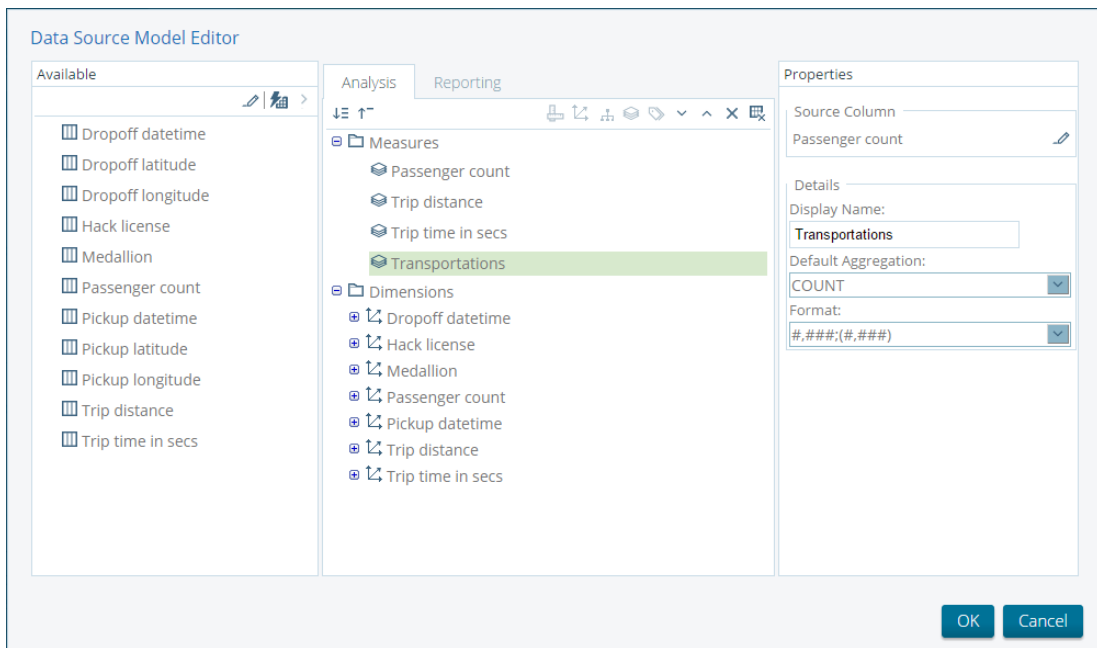 Data Source Model Editor
Available
Dropoff datetime
Dropoff latitude
Dropoff longitude
Hack license
Medallion
Passenger count
Pickup datetime
Pickup latitude
Pickup longitude
Trip distance
Trip time in secs
Analysis
Reporting
Measures
Passenger count
Trip distance
Trip time in secs
Transportations
Dimensions
Dropoff datetime
Hack license
Medallion
Passenger count
Pickup datetime
Trip distance
Trip time in secs
Properties
Source Column
Passenger count
Details
Display Name:
Transportations
Default Aggregation:
COUNT
Format:
#,###;(#,###)
OK
Cancel